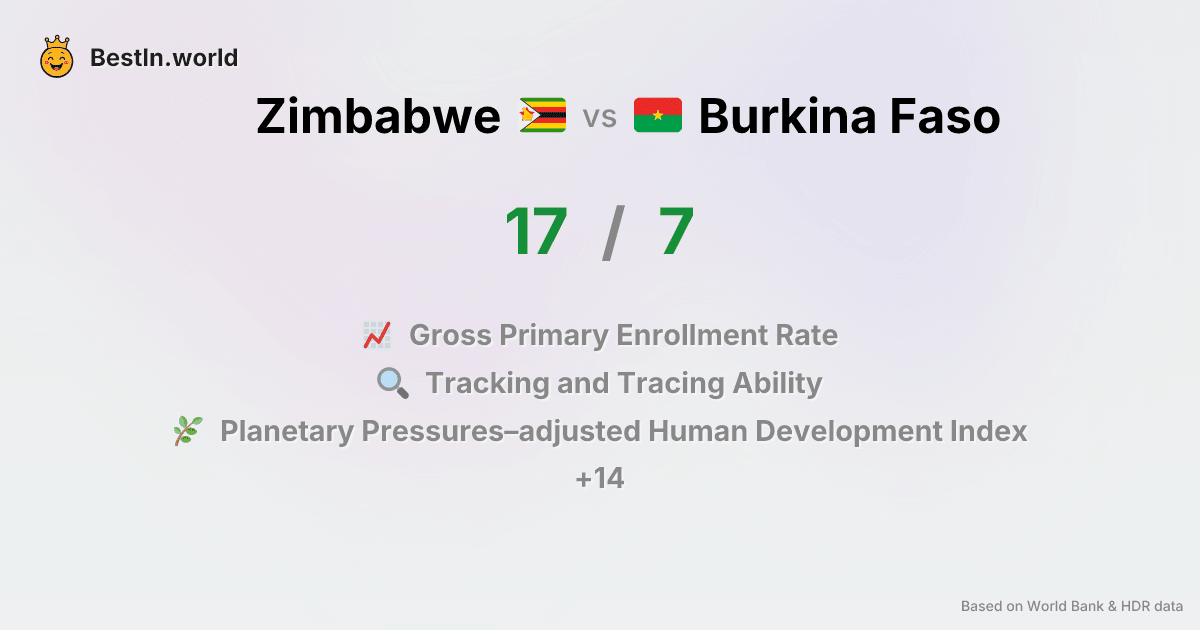 BestIn.world
Zimbabwe vs Burkina Faso
17 / 7
Gross Primary Enrollment Rate
Tracking and Tracing Ability
Planetary Pressures–adjusted Human Development Index
+14
Based on World Bank & HDR data